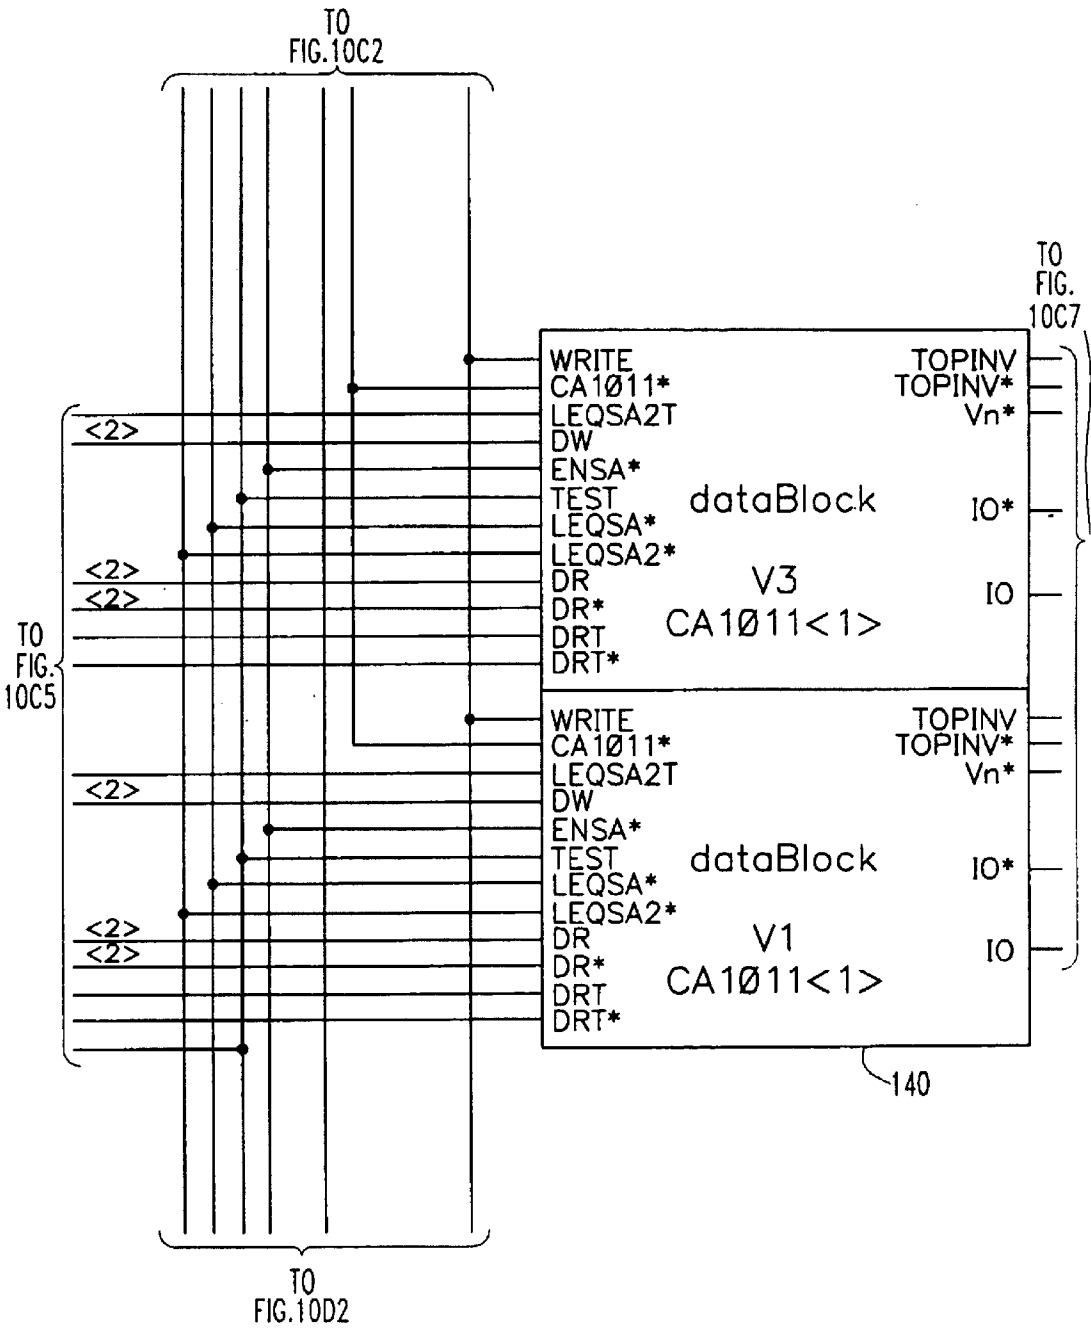 TO
FIG.10C2
TO
FIG.
10C7
WRITE
CA1Ø11*
LEQSA2T
<2>
DW
ENSA*
TEST
LEQSA*
LEQSA2*
<2>
DR
<2>
DR*
DRT
DRT*
dataBlock
V3
CA1Ø11<1>
TOPINV
TOPINV*
Vn*
IO*
IO
TO
FIG.
10C5
WRITE
CA1Ø11*
LEQSA2T
<2>
DW
ENSA*
TEST
LEQSA*
LEQSA2*
<2>
DR
<2>
DR*
DRT
DRT*
dataBlock
V1
CA1Ø11<1>
TOPINV
TOPINV*
Vn*
IO*
IO
140
TO
FIG.10D2